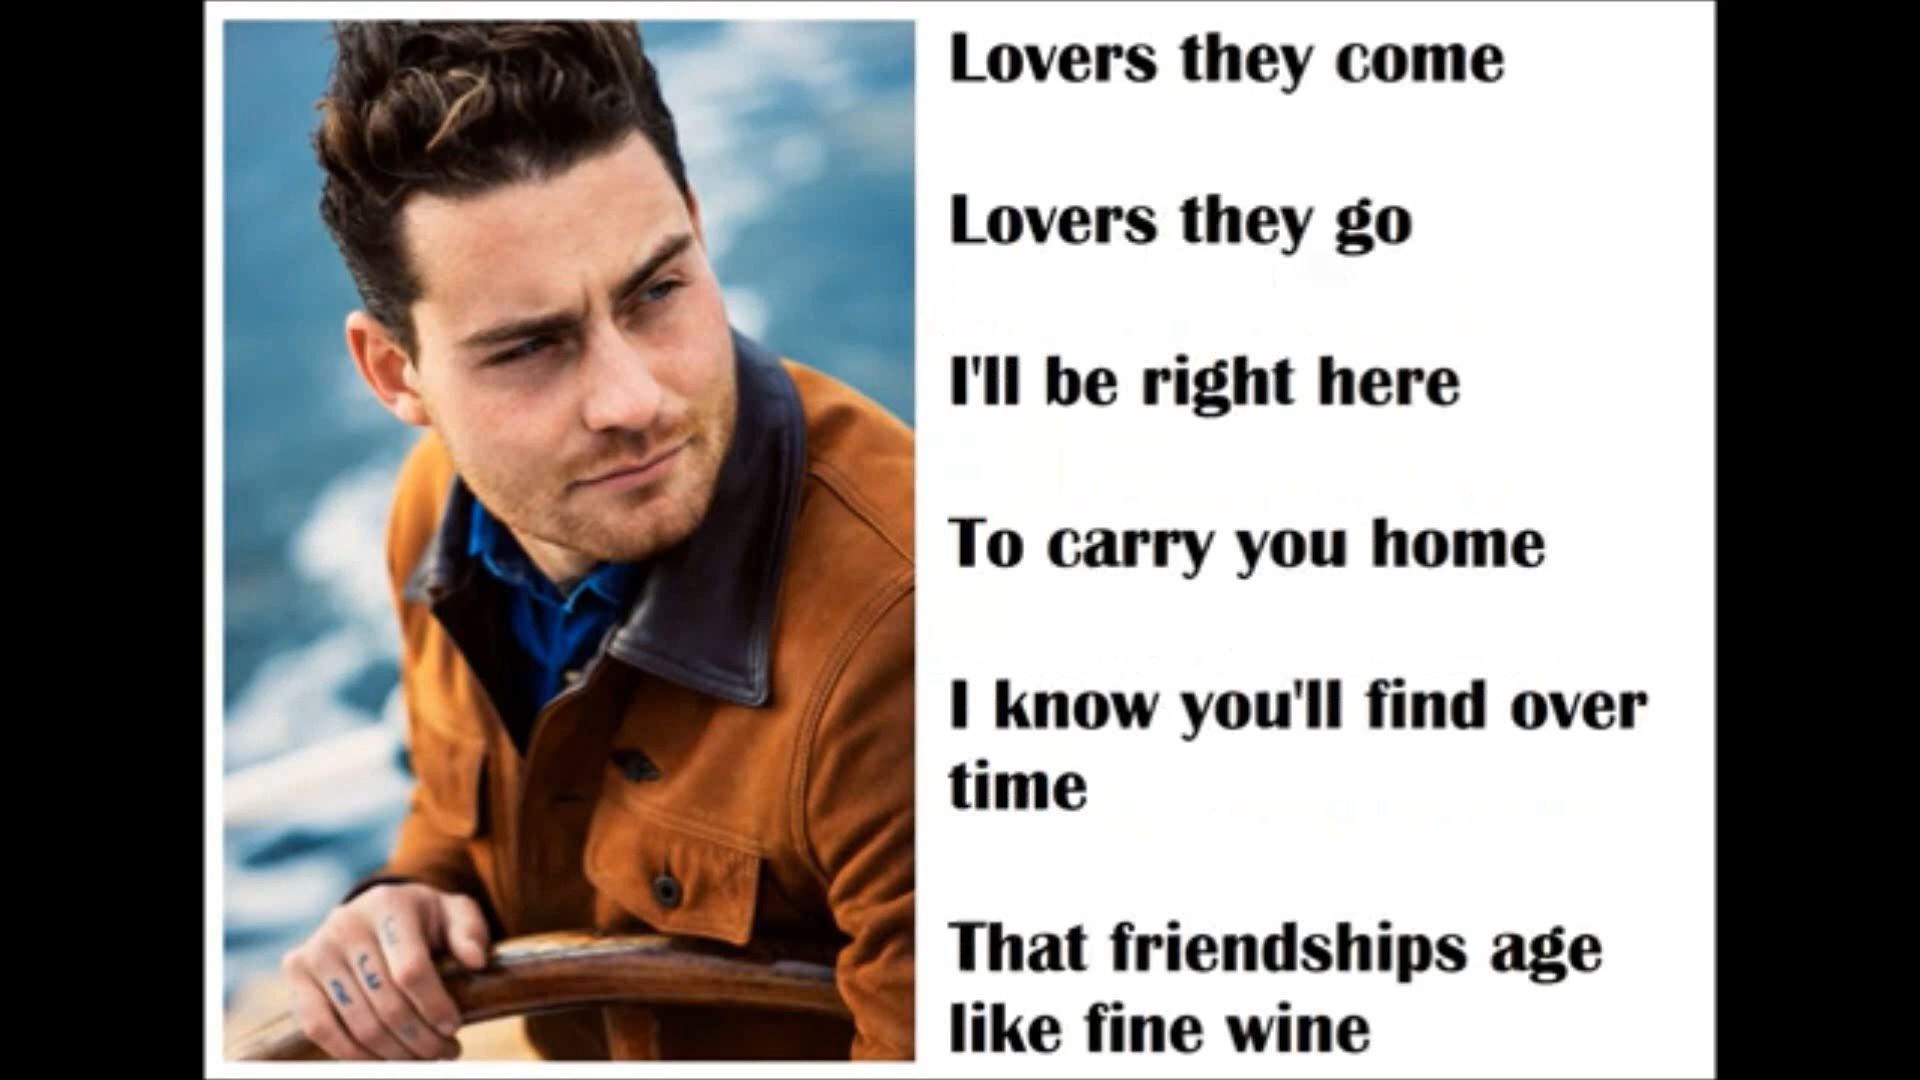 Lovers they come
Lovers they go
I'll be right here
To carry you home
I know you'll find over
time
That friendships age
like fine wine